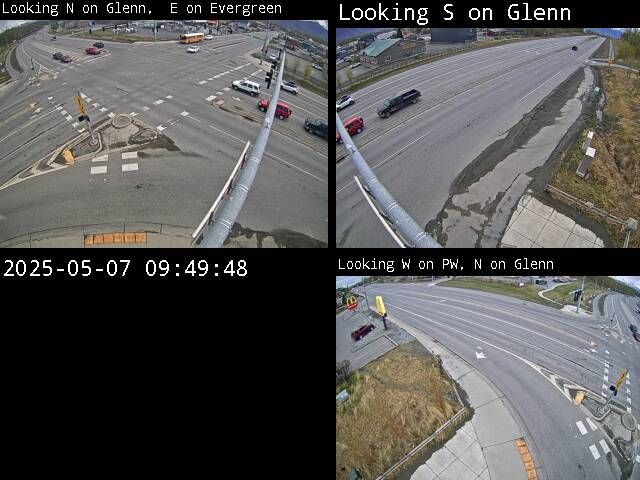 Looking N on Glenn,  E on Evergreen
Looking S on Glenn
2025-05-07 09:49:48
Looking W on PW, N on Glenn